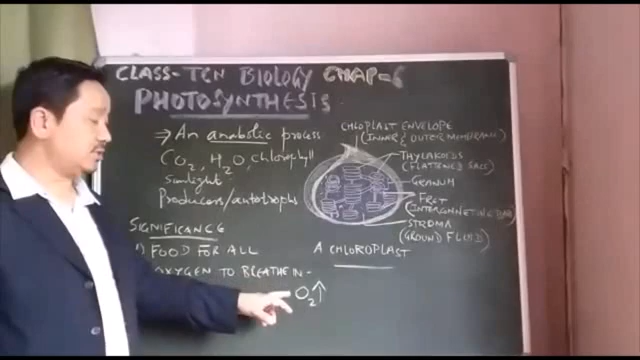 CLASS-TEN BIOLOGY CHAP=6
PHOTOSYNTHESIS
⇒ An anabolic process
CO2, H2O, chlorophyll
Sunlight
Producers/autotrophs
SIGNIFICANCE
1) FOOD FOR ALL
OXYGEN TO BREATHE IN-
O2↑
CHLOPLAST ENVELOPE
(INNER & OUTER MEMBRANE)
THYLAKOIDS
(FLATTENED SACS)
GRANUM
FRET
STROMA
(GROUND FLUID)
A CHLOROPLAST